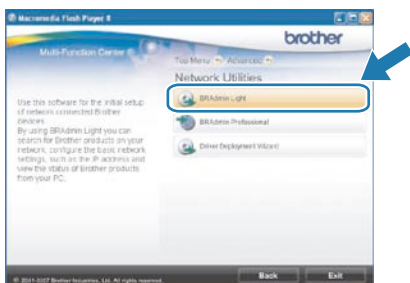 Macromedia Flash Player 8
brother
Multi-Function Center
Top Menu Advanced
Network Utilities
Use this software for the initial setup
of network connected Brother
devices.
By using BRAdmin Light you can
search for Brother products on your
network, configure the basic network
settings, such as the IP address and
view the status of Brother products
from your PC.
BRAdmin Light
BRAdmin Professional
Driver Deployment Wizard
© 2001-2007 Brother Industries, Ltd. All rights reserved.
Back
Exit